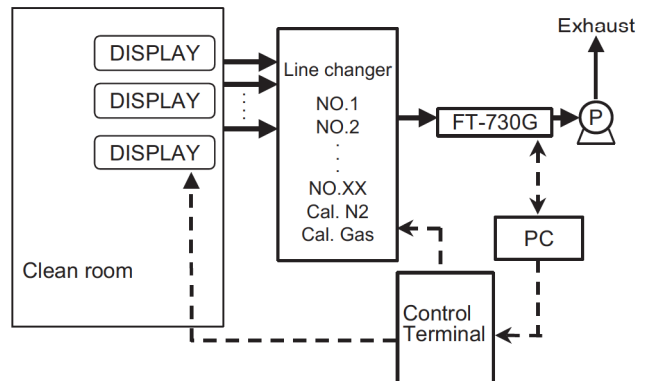 Exhaust
DISPLAY
DISPLAY
DISPLAY
Clean room
Line changer
NO.1
NO.2
NO.XX
Cal. N2
Cal. Gas
FT-730G
P
PC
Control
Terminal